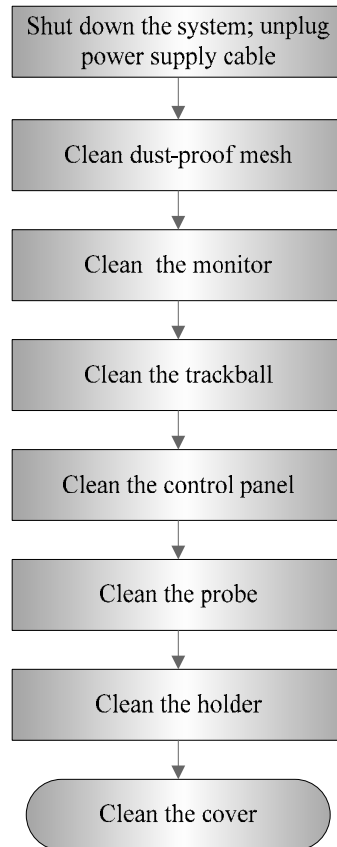 Shut down the system; unplug
power supply cable
Clean dust-proof mesh
Clean the monitor
Clean the trackball
Clean the control panel
Clean the probe
Clean the holder
Clean the cover